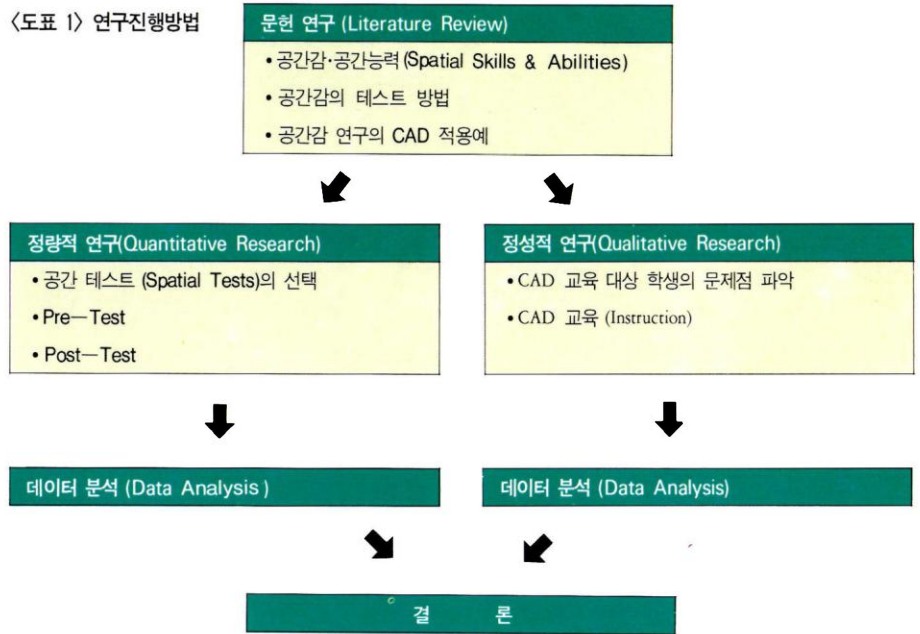 〈도표 1〉 연구진행방법
문헌 연구 (Literature Review)
• 공간감·공간능력 (Spatial Skills & Abilities)
• 공간감의 테스트 방법
• 공간감 연구의 CAD 적용예
정량적 연구(Quantitative Research)
• 공간 테스트 (Spatial Tests)의 선택
• Pre—Test
• Post—Test
정성적 연구(Qualitative Research)
• CAD 교육 대상 학생의 문제점 파악
• CAD 교육 (Instruction)
데이터 분석 (Data Analysis )
데이터 분석 (Data Analysis)
결 론